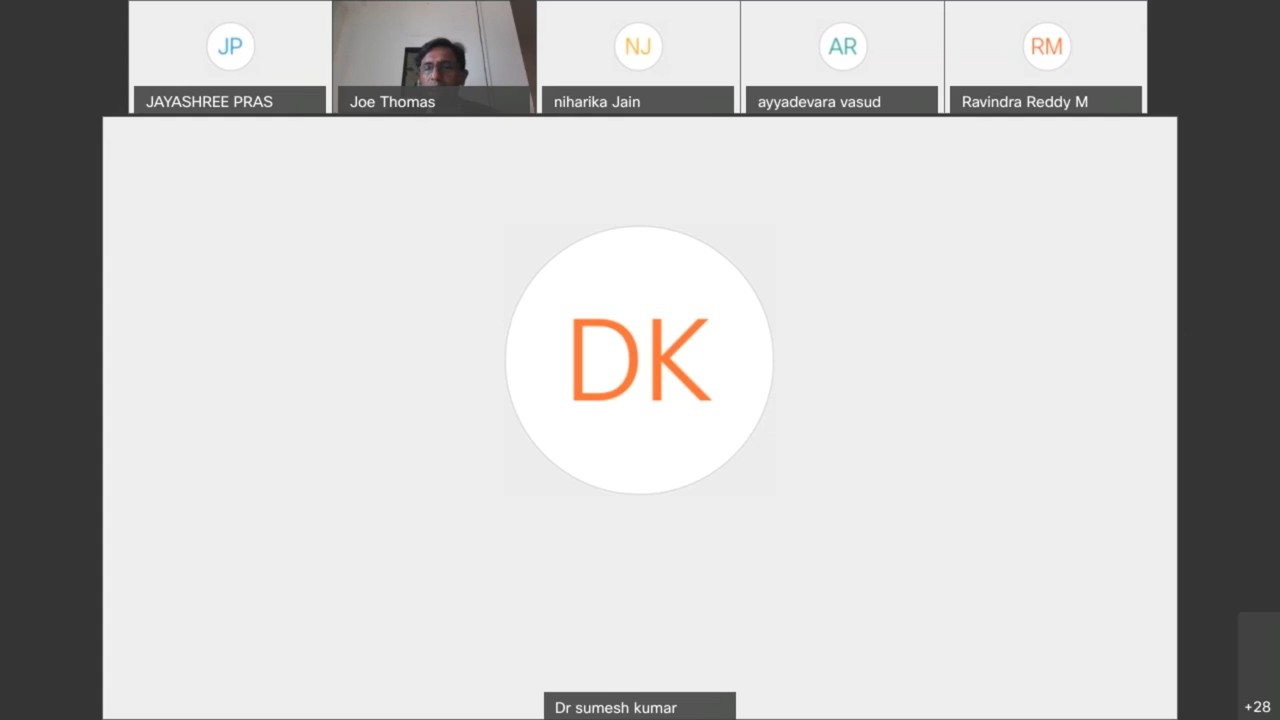 JP
NJ
AR
RM
JAYASHREE PRAS
Joe Thomas
niharika Jain
ayyadevara vasud
Ravindra Reddy M
DK
Dr sumesh kumar
+28